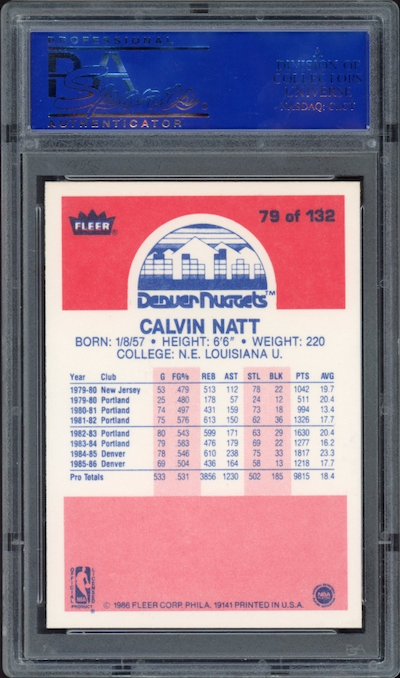 PROFESSIONAL
PSA
Sports
AUTHENTICATOR
A
DIVISION OF
COLLECTORS
UNIVERSE
FLEER
79 of 132
Denver Nuggets™
CALVIN NATT
BORN: 1/8/57 • HEIGHT: 6'6" • WEIGHT: 220
COLLEGE: N.E. LOUISIANA U.
Year Club G FG% REB AST STL BLK PTS AVG
1979-80 New Jersey 53 .479 513 112 78 22 1042 19.7
1979-80 Portland 25 .480 178 57 24 12 511 20.4
1980-81 Portland 74 .497 431 159 73 18 994 13.4
1981-82 Portland 75 .576 613 150 62 36 1326 17.7
1982-83 Portland 80 .543 599 171 63 29 1630 20.4
1983-84 Portland 79 .583 476 179 69 22 1277 16.2
1984-85 Denver 78 .546 610 238 75 33 1817 23.3
1985-86 Denver 69 .504 436 164 58 13 1218 17.7
Pro Totals 533 .531 3856 1230 502 185 9815 18.4
OFFICIAL
LICENSED
NBA
PRODUCT
© 1986 FLEER CORP. PHILA. 19141 PRINTED IN U.S.A.
NBA